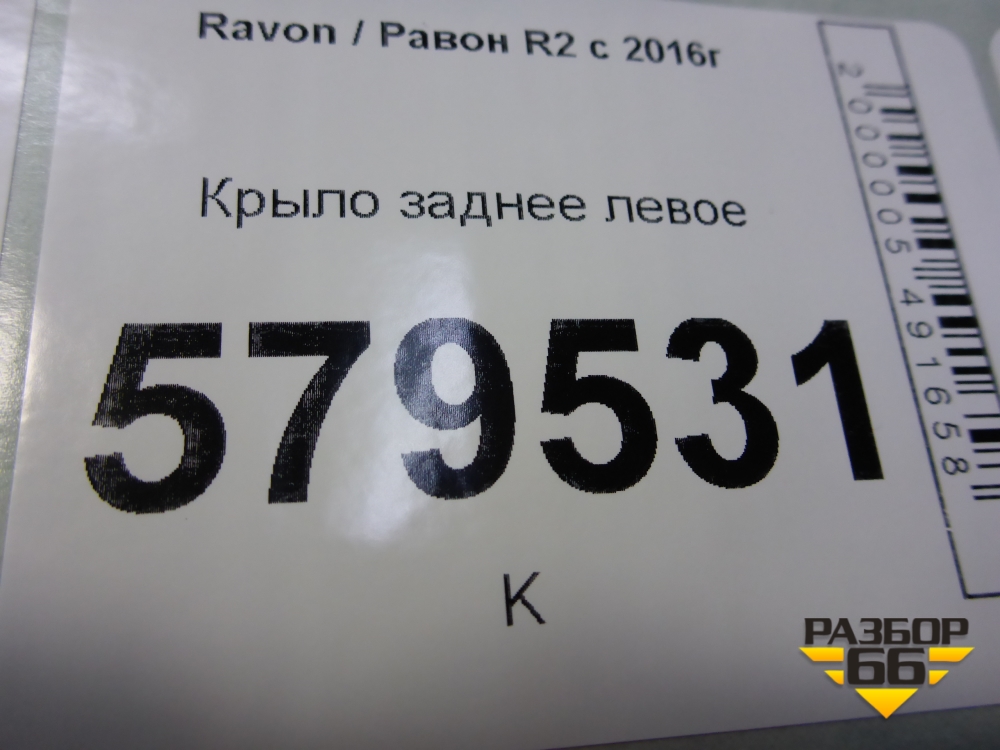 Ravon / Равон R2 с 2016г
Крыло заднее левое
579531
К
2000005491658
РАЗБОР
66